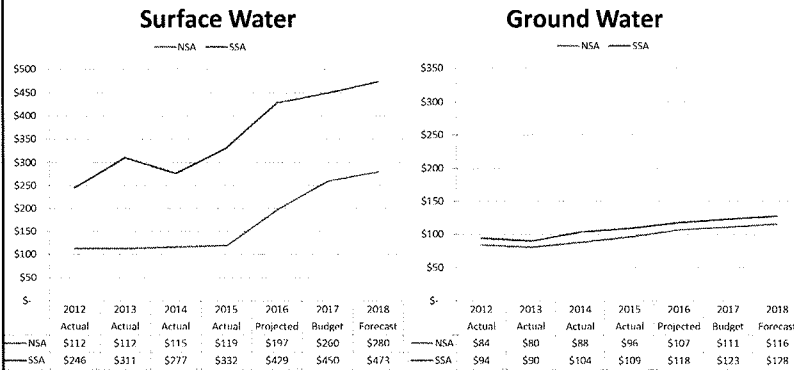 Surface Water
NSA SSA
$500
$450
$400
$350
$300
$250
$200
$150
$100
$50
$-
2012 2013 2014 2015 2016 2017 2018
Actual Actual Actual Actual Projected Budget Forecast
NSA $112 $112 $115 $119 $197 $260 $280
SSA $246 $311 $277 $332 $429 $450 $473
Ground Water
NSA SSA
$350
$300
$250
$200
$150
$100
$50
$-
2012 2013 2014 2015 2016 2017 2018
Actual Actual Actual Actual Projected Budget Forecast
NSA $84 $80 $88 $96 $107 $111 $116
SSA $94 $90 $104 $109 $118 $123 $128